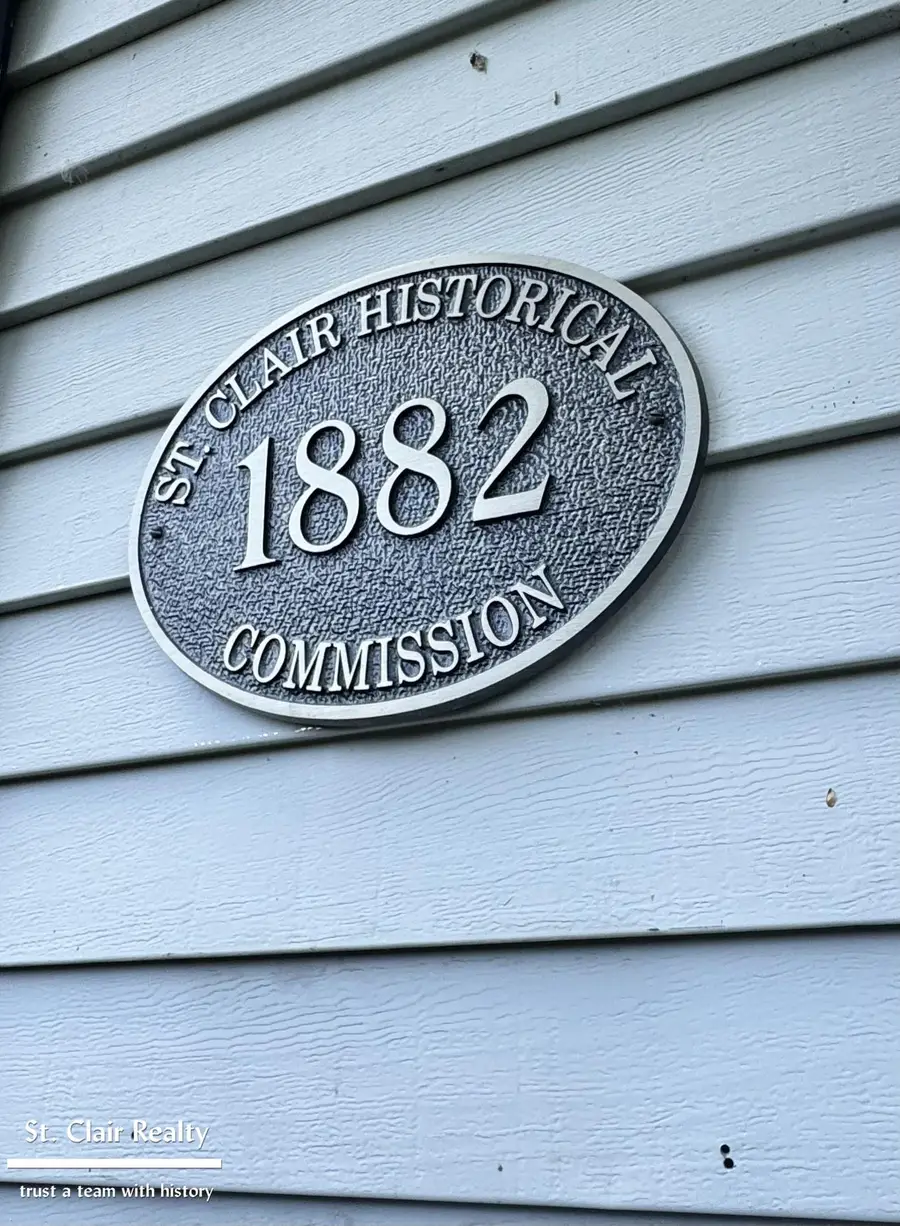 ST. CLAIR HISTORICAL
1882
COMMISSION
St. Clair Realty
trust a team with history